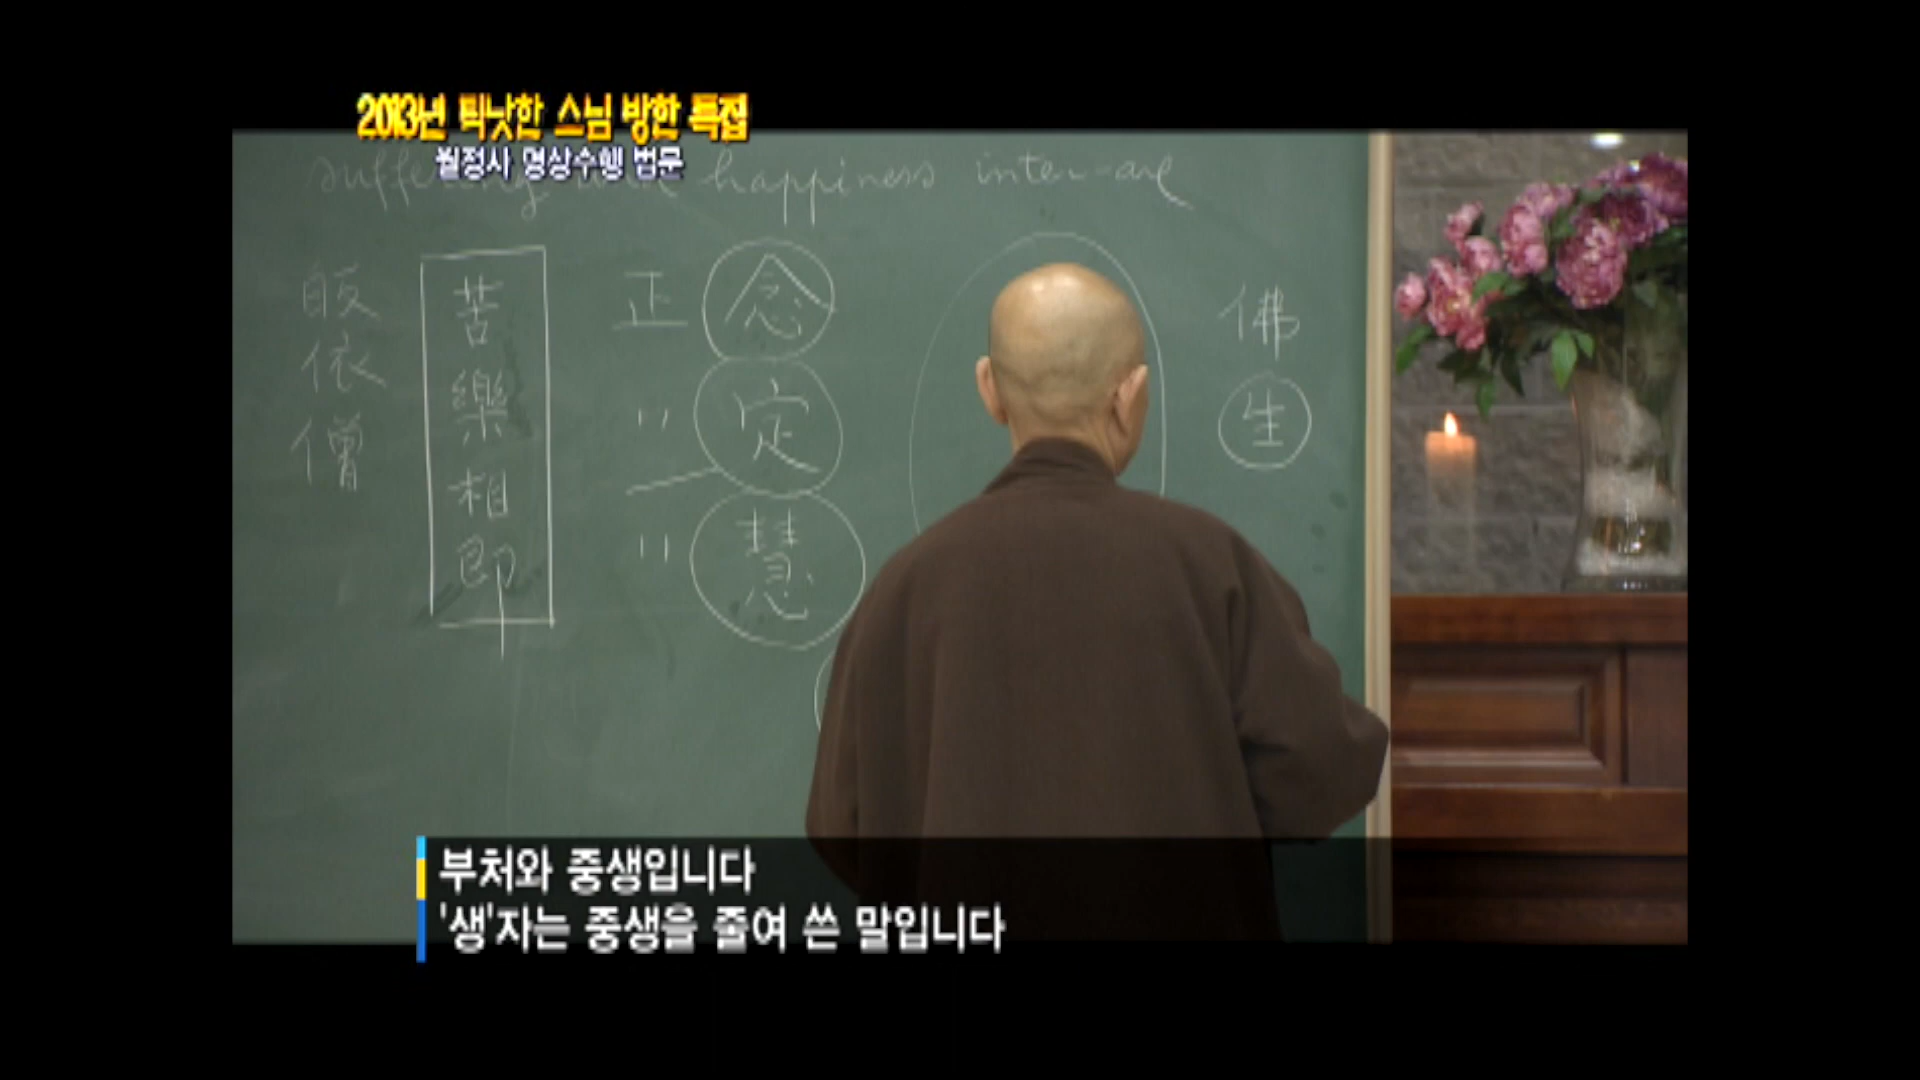 2013년 틱낫한 스님 방한 특집
월정사 명상수행 법문
suffering and happiness inter-are
皈依僧
苦樂相即
正念
" 定
" 慧
佛
生
부처와 중생입니다
'생'자는 중생을 줄여 쓴 말입니다